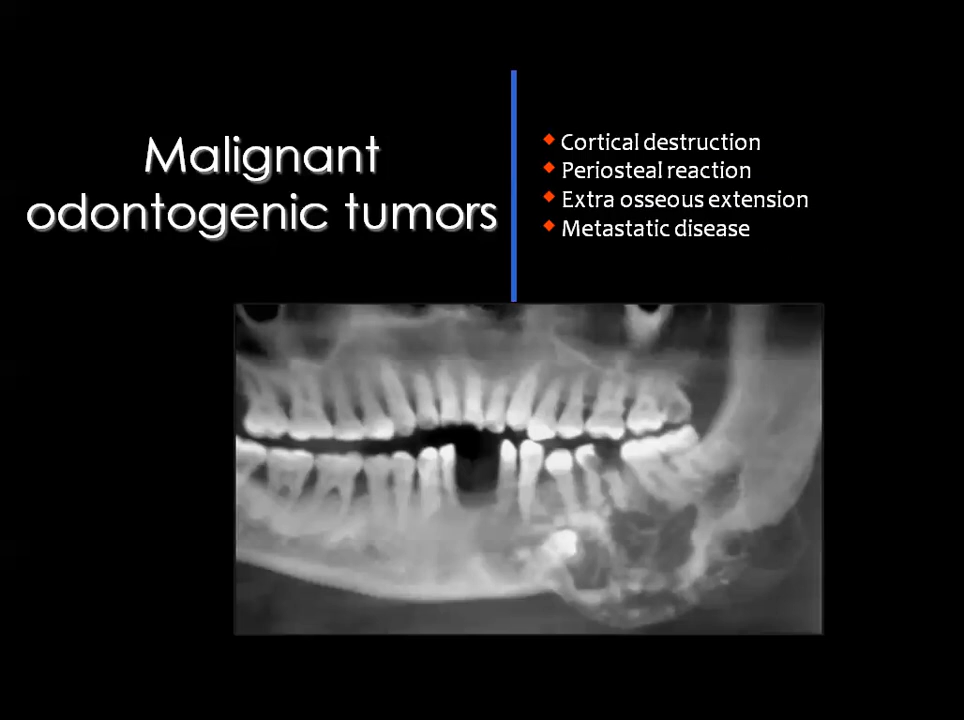 Malignant
odontogenic tumors
Cortical destruction
Periosteal reaction
Extra osseous extension
Metastatic disease